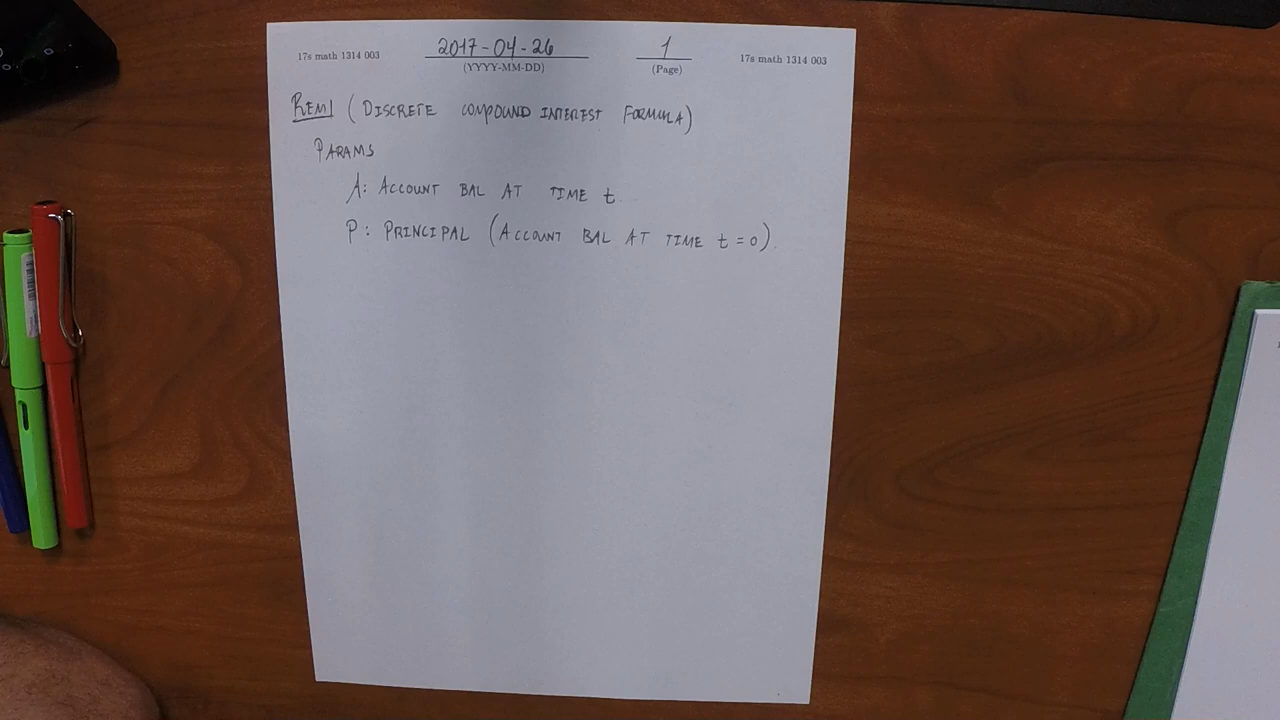 17s math 1314 003 2017-04-26 1 17s math 1314 003
(YYYY-MM-DD) (Page)
REM1 (DISCRETE COMPOUND INTEREST FORMULA)
PARAMS
A: ACCOUNT BAL AT TIME t.
P: PRINCIPAL (ACCOUNT BAL AT TIME t = 0).